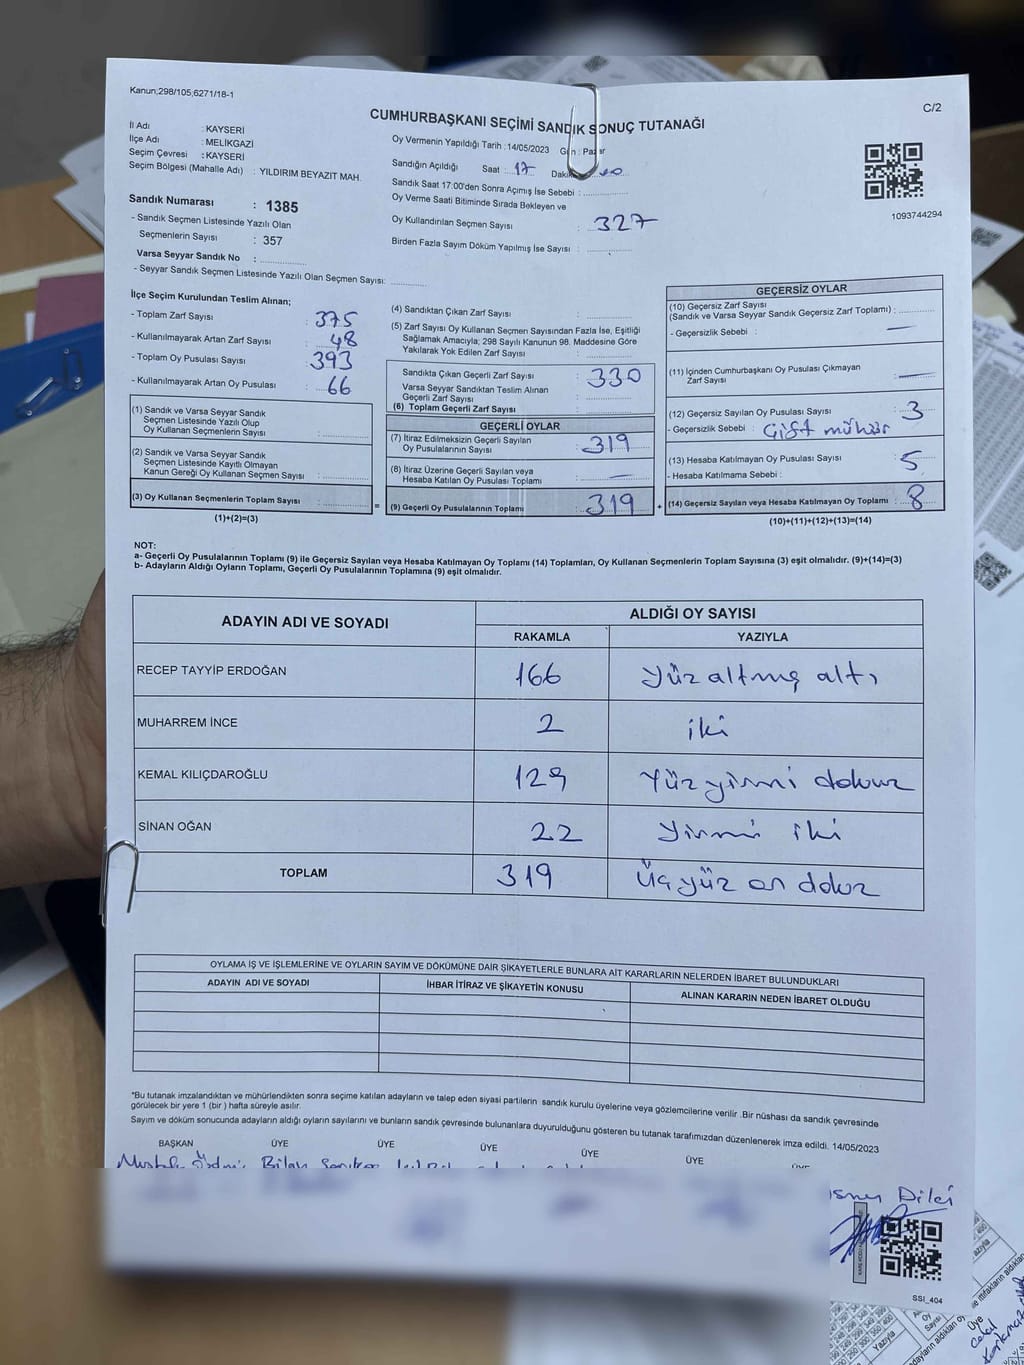 Kanun;298/105;6271/18-1
C/2
CUMHURBAŞKANI SEÇİMİ SANDIK SONUÇ TUTANAĞI
İl Adı : KAYSERİ
İlçe Adı : MELİKGAZİ
Seçim Çevresi : KAYSERİ
Seçim Bölgesi (Mahalle Adı) : YILDIRIM BEYAZIT MAH.
Sandık Numarası : 1385
- Sandık Seçmen Listesinde Yazılı Olan
Seçmenlerin Sayısı : 357
Varsa Seyyar Sandık No : ..............
- Seyyar Sandık Seçmen Listesinde Yazılı Olan Seçmen Sayısı: ............
Oy Vermenin Yapıldığı Tarih : 14/05/2023 Gün : Pazar
Sandığın Açıldığı Saat : 17 Dakika
Sandık Saat 17:00'den Sonra Açımış İse Sebebi : ..............
Oy Verme Saati Bitiminde Sırada Bekleyen ve
Oy Kullandırılan Seçmen Sayısı : 327
Birden Fazla Sayım Döküm Yapılmış İse Sayısı : ..............
1093744294
İlçe Seçim Kurulundan Teslim Alınan;
- Toplam Zarf Sayısı : 375
- Kullanılmayarak Artan Zarf Sayısı : 48
- Toplam Oy Pusulası Sayısı : 393
- Kullanılmayarak Artan Oy Pusulası : 66
(1) Sandık ve Varsa Seyyar Sandık
Seçmen Listesinde Yazılı Olup
Oy Kullanan Seçmenlerin Sayısı : ..............
(2) Sandık ve Varsa Seyyar Sandık
Seçmen Listesinde Kayıtlı Olmayan
Kanun Gereği Oy Kullanan Seçmen Sayısı : ..............
(3) Oy Kullanan Seçmenlerin Toplam Sayısı : ..............
(1)+(2)=(3)
(4) Sandıktan Çıkan Zarf Sayısı : ..............
(5) Zarf Sayısı Oy Kullanan Seçmen Sayısından Fazla İse, Eşitliği
Sağlamak Amacıyla; 298 Sayılı Kanunun 98. Maddesine Göre
Yakılarak Yok Edilen Zarf Sayısı : ..............
Sandıkta Çıkan Geçerli Zarf Sayısı : 330
Varsa Seyyar Sandıktan Teslim Alınan
Geçerli Zarf Sayısı : ..............
(6) Toplam Geçerli Zarf Sayısı : ..............
GEÇERLİ OYLAR
(7) İtiraz Edilmeksizin Geçerli Sayılan
Oy Pusulalarının Sayısı : 319
(8) İtiraz Üzerine Geçerli Sayılan veya
Hesaba Katılan Oy Pusulası Toplamı : —
= (9) Geçerli Oy Pusulalarının Toplamı : 319
GEÇERSİZ OYLAR
(10) Geçersiz Zarf Sayısı
(Sandık ve Varsa Seyyar Sandık Geçersiz Zarf Toplamı) : ............
- Geçersizlik Sebebi : —
(11) İçinden Cumhurbaşkanı Oy Pusulası Çıkmayan
Zarf Sayısı : —
(12) Geçersiz Sayılan Oy Pusulası Sayısı : 3
- Geçersizlik Sebebi : Çift mühür
(13) Hesaba Katılmayan Oy Pusulası Sayısı : 5
- Hesaba Katılmama Sebebi :
+ (14) Geçersiz Sayılan veya Hesaba Katılmayan Oy Toplamı : 8
(10)+(11)+(12)+(13)=(14)
NOT:
a- Geçerli Oy Pusulalarının Toplamı (9) ile Geçersiz Sayılan veya Hesaba Katılmayan Oy Toplamı (14) Toplamları, Oy Kullanan Seçmenlerin Toplam Sayısına (3) eşit olmalıdır. (9)+(14)=(3)
b- Adayların Aldığı Oyların Toplamı, Geçerli Oy Pusulalarının Toplamına (9) eşit olmalıdır.
ADAYIN ADI VE SOYADI ALDIĞI OY SAYISI
RAKAMLA YAZIYLA
RECEP TAYYİP ERDOĞAN 166 Yüz altmış altı
MUHARREM İNCE 2 iki
KEMAL KILIÇDAROĞLU 129 Yüz yirmi dokuz
SİNAN OĞAN 22 Yirmi iki
TOPLAM 319 Üçyüz on dokuz
OYLAMA İŞ VE İŞLEMLERİNE VE OYLARIN SAYIM VE DÖKÜMÜNE DAİR ŞİKAYETLERLE BUNLARA AİT KARARLARIN NELERDEN İBARET BULUNDUKLARI
ADAYIN ADI VE SOYADI İHBAR İTİRAZ VE ŞİKAYETİN KONUSU ALINAN KARARIN NEDEN İBARET OLDUĞU
*Bu tutanak imzalandıktan ve mühürlendikten sonra seçime katılan adayların ve talep eden siyasi partilerin sandık kurulu üyelerine veya gözlemcilerine verilir .Bir nüshası da sandık çevresinde
görülecek bir yere 1 (bir ) hafta süreyle asılır.
Sayım ve döküm sonucunda adayların aldığı oyların sayılarını ve bunların sandık çevresinde bulunanlara duyurulduğunu gösteren bu tutanak tarafımızdan düzenlenerek imza edildi. 14/05/2023
BAŞKAN ÜYE ÜYE ÜYE ÜYE ÜYE
Dilci
SSI_404